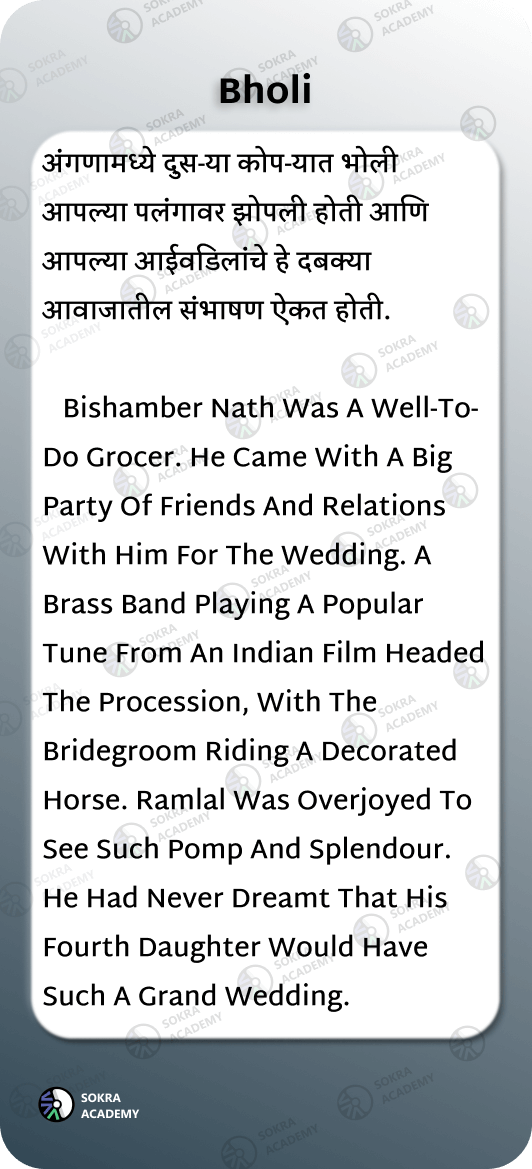 Bholi
अंगणामध्ये दुस-या कोप-यात भोली
आपल्या पलंगावर झोपली होती आणि
आपल्या आईवडिलांचे हे दबक्या
आवाजातील संभाषण ऐकत होती.
Bishamber Nath Was A Well-To-
Do Grocer. He Came With A Big
Party Of Friends And Relations
With Him For The Wedding. A
Brass Band Playing A Popular
Tune From An Indian Film Headed
The Procession, With The
Bridegroom Riding A Decorated
Horse. Ramlal Was Overjoyed To
See Such Pomp And Splendour.
He Had Never Dreamt That His
Fourth Daughter Would Have
Such A Grand Wedding.
SOKRA
ACADEMY